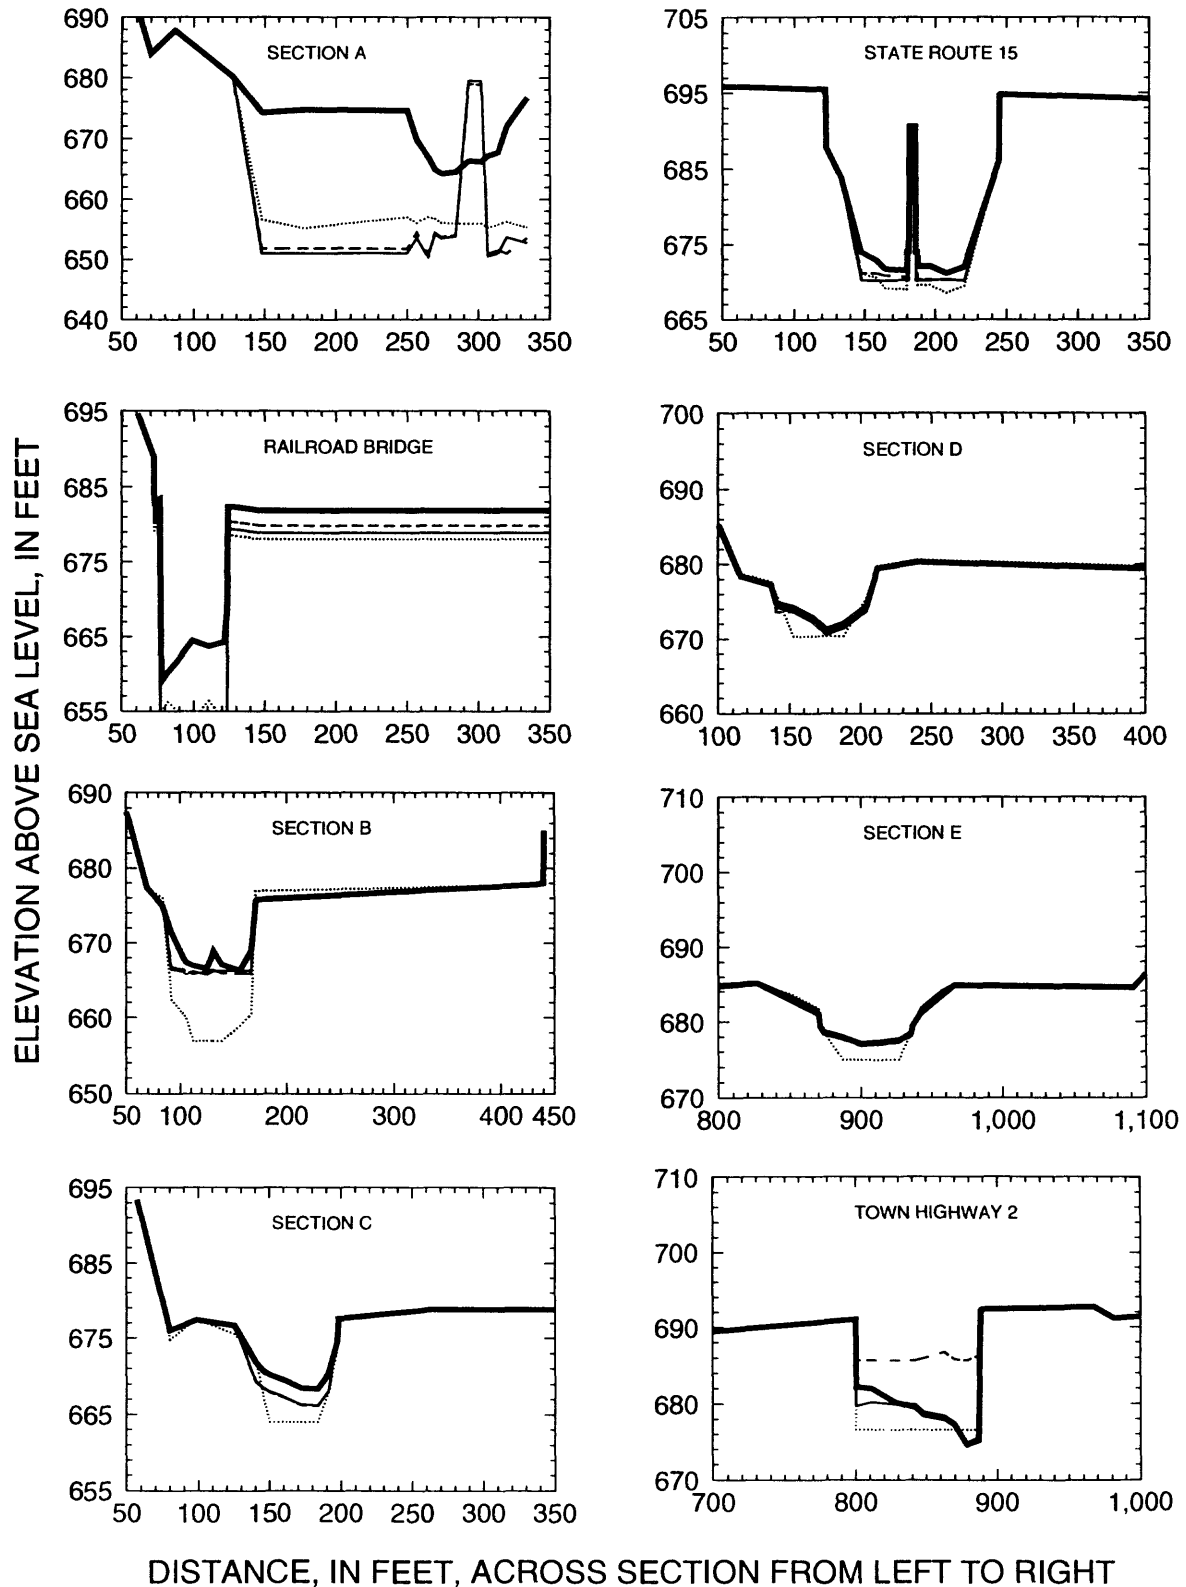 ELEVATION ABOVE SEA LEVEL, IN FEET
SECTION A
690
680
670
660
650
640
50 100 150 200 250 300 350
STATE ROUTE 15
705
695
685
675
665
50 100 150 200 250 300 350
RAILROAD BRIDGE
695
685
675
665
655
50 100 150 200 250 300 350
SECTION D
700
690
680
670
660
100 150 200 250 300 350 400
SECTION B
690
680
670
660
650
50 100 200 300 400 450
SECTION E
710
700
690
680
670
800 900 1,000 1,100
SECTION C
695
685
675
665
655
50 100 150 200 250 300 350
TOWN HIGHWAY 2
710
700
690
680
670
700 800 900 1,000
DISTANCE, IN FEET, ACROSS SECTION FROM LEFT TO RIGHT